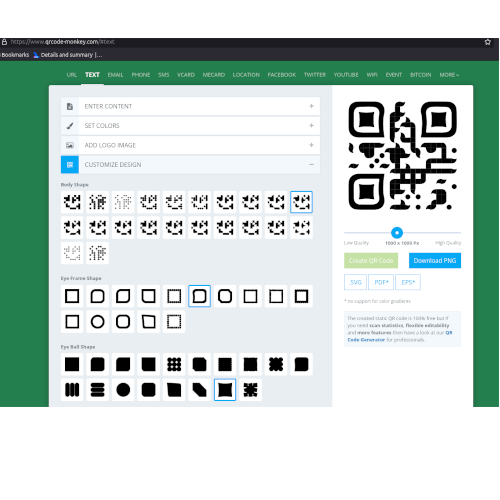 https://www.qrcode-monkey.com/#text
Bookmarks Details and summary |...
URL TEXT EMAIL PHONE SMS VCARD MECARD LOCATION FACEBOOK TWITTER YOUTUBE WIFI EVENT BITCOIN MORE
ENTER CONTENT +
SET COLORS +
ADD LOGO IMAGE +
CUSTOMIZE DESIGN −
Body Shape
Eye Frame Shape
Eye Ball Shape
Low Quality 1000 x 1000 Px High Quality
Create QR Code Download PNG
.SVG .PDF* .EPS*
* no support for color gradients
The created static QR code is 100% free but if
you need scan statistics, flexible editability
and more features then have a look at our QR
Code Generator for professionals.